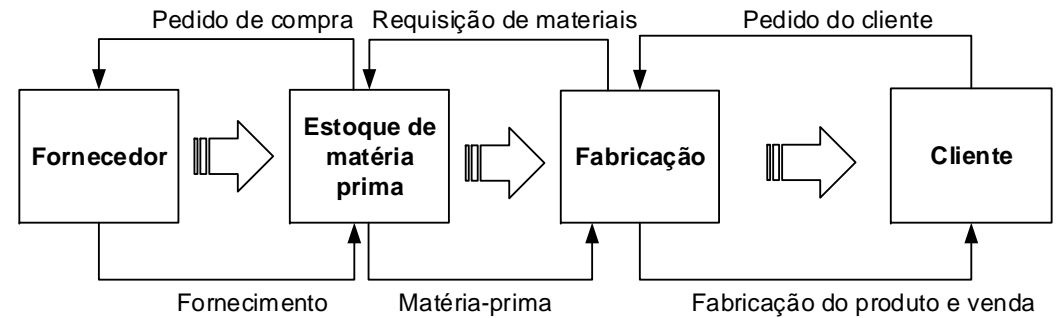 Pedido de compra
Requisição de materiais
Pedido do cliente
Fornecedor
Estoque de
matéria
prima
Fabricação
Cliente
Fornecimento
Matéria-prima
Fabricação do produto e venda